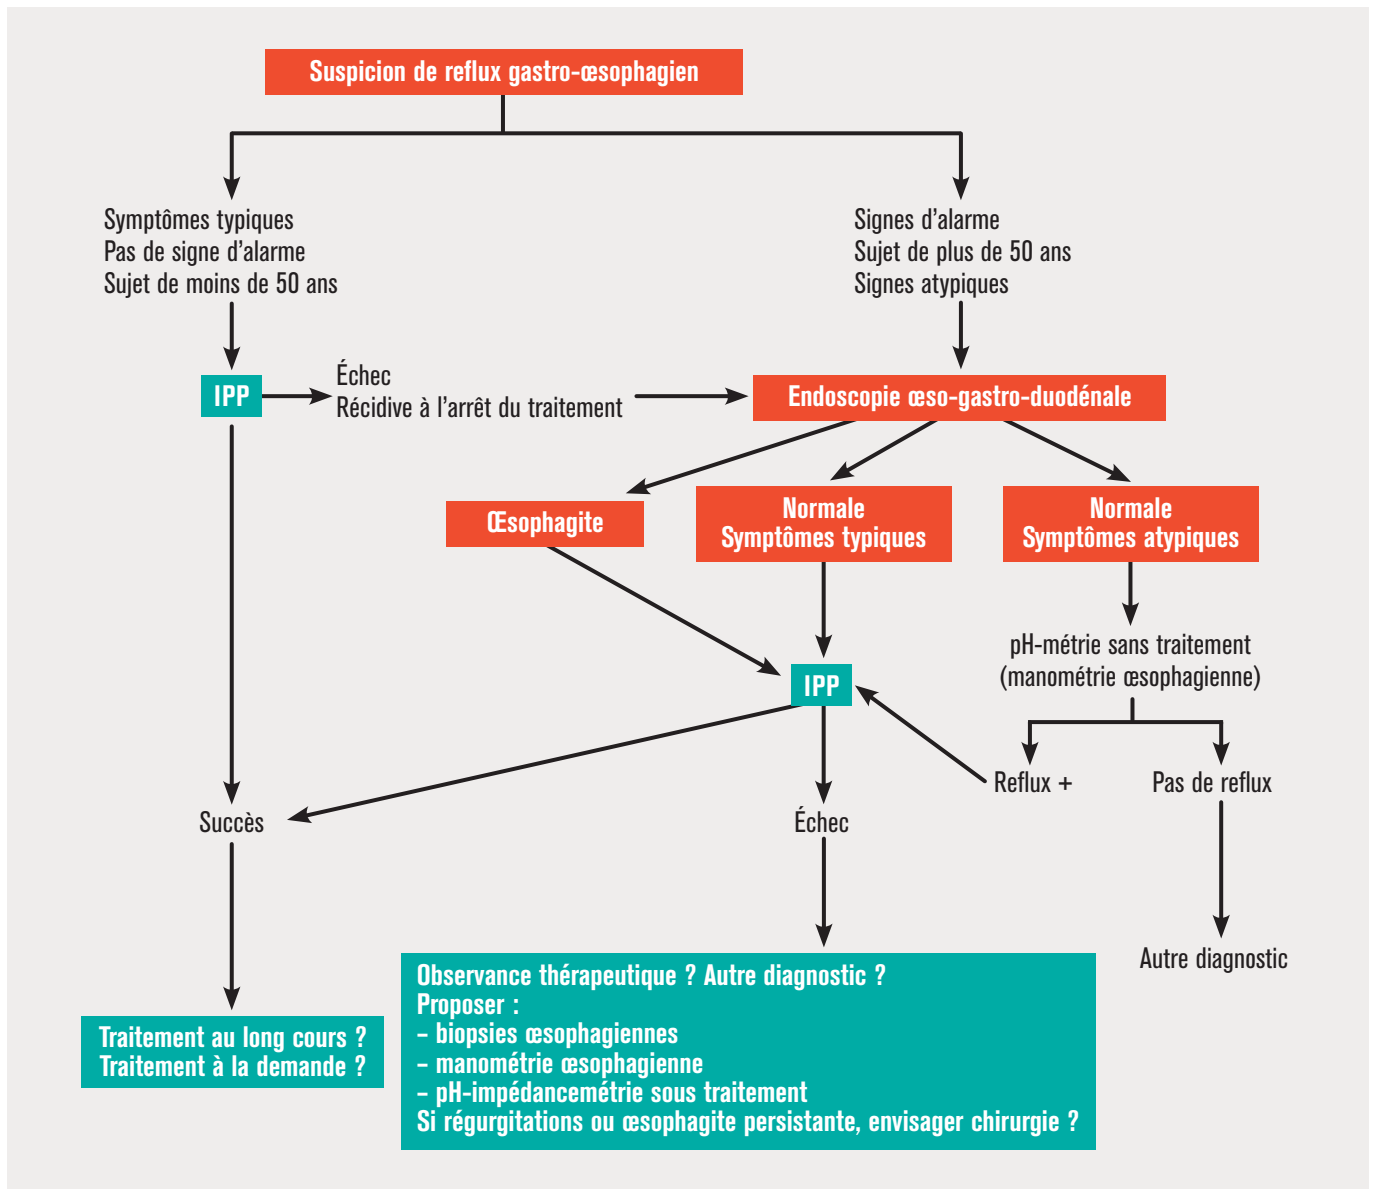 Suspicion de reflux gastro-œsophagien
Symptômes typiques
Pas de signe d’alarme
Sujet de moins de 50 ans
Signes d’alarme
Sujet de plus de 50 ans
Signes atypiques
IPP
Échec
Récidive à l’arrêt du traitement
Endoscopie œso-gastro-duodénale
Œsophagite
Normale
Symptômes typiques
Normale
Symptômes atypiques
pH-métrie sans traitement
(manométrie œsophagienne)
IPP
Reflux +
Pas de reflux
Succès
Échec
Autre diagnostic
Traitement au long cours ?
Traitement à la demande ?
Observance thérapeutique ? Autre diagnostic ?
Proposer :
– biopsies œsophagiennes
– manométrie œsophagienne
– pH-impédancemétrie sous traitement
Si régurgitations ou œsophagite persistante, envisager chirurgie ?